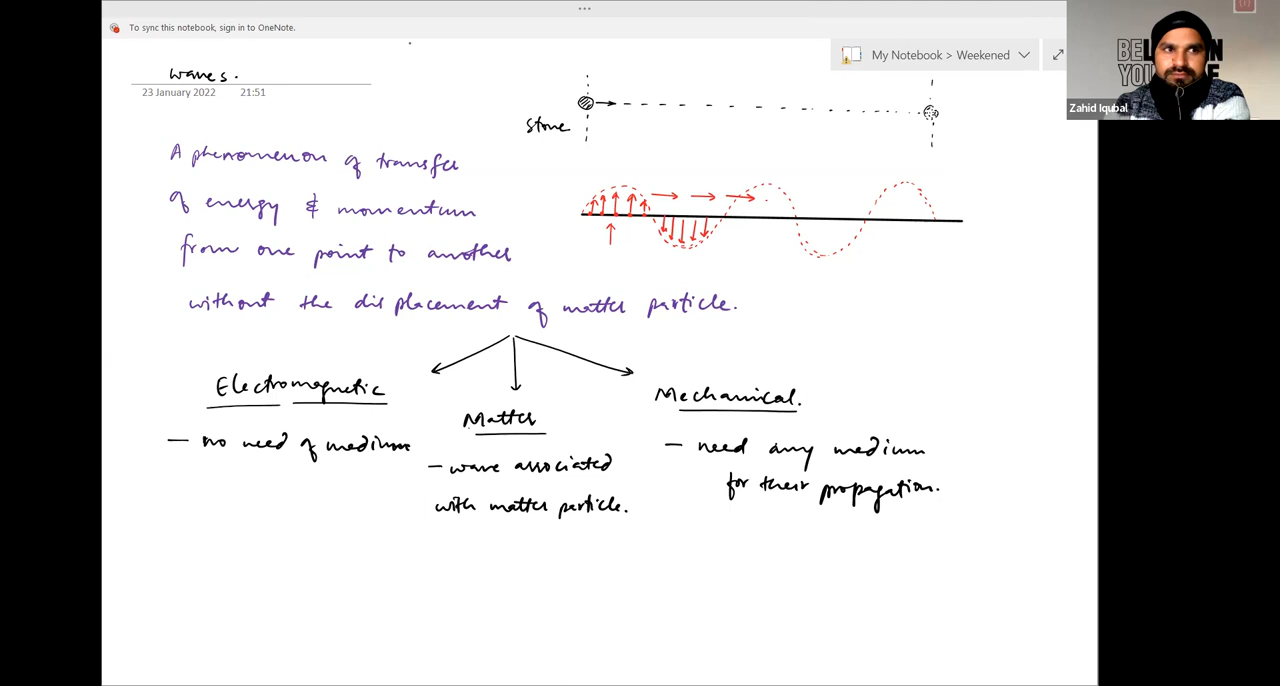 To sync this notebook, sign in to OneNote.
My Notebook > Weekened
Zahid Iqubal
waves.
23 January 2022 21:51
stone
A phenomenon of transfer
of energy & momentum
from one point to another
without the displacement of matter particle.
Electromagnetic
- no need of medium
Matter
- wave associated
with matter particle.
Mechanical.
- need any medium
for their propagation.